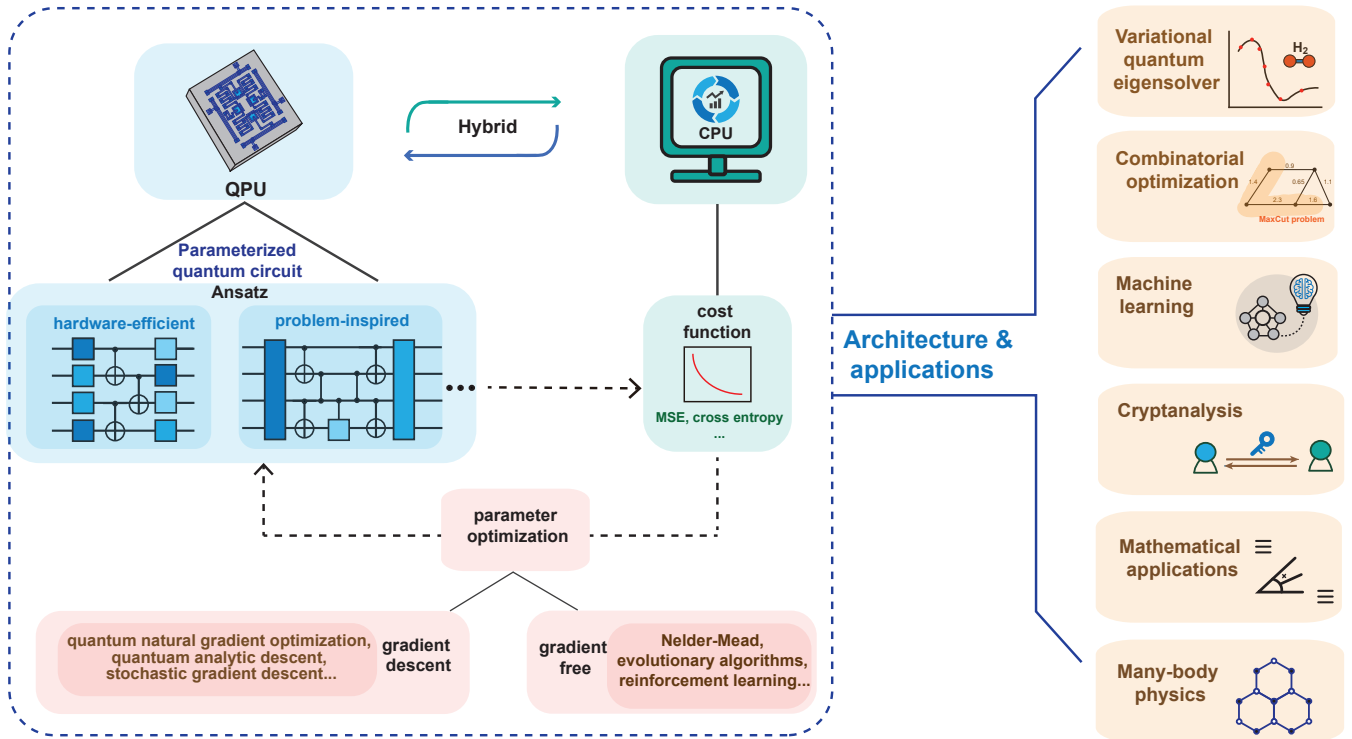 QPU
Hybrid
CPU
Parameterized
quantum circuit
Ansatz
hardware-efficient
problem-inspired
cost
function
MSE, cross entropy
...
parameter
optimization
quantum natural gradient optimization,
quantuam analytic descent,
stochastic gradient descent...
gradient
descent
gradient
free
Nelder-Mead,
evolutionary algorithms,
reinforcement learning...
Architecture &
applications
Variational
quantum
eigensolver
H2
Combinatorial
optimization
0.9
1.4
0.65
1.1
2.3
1.6
MaxCut problem
Machine
learning
Cryptanalysis
Mathematical
applications
x
Many-body
physics